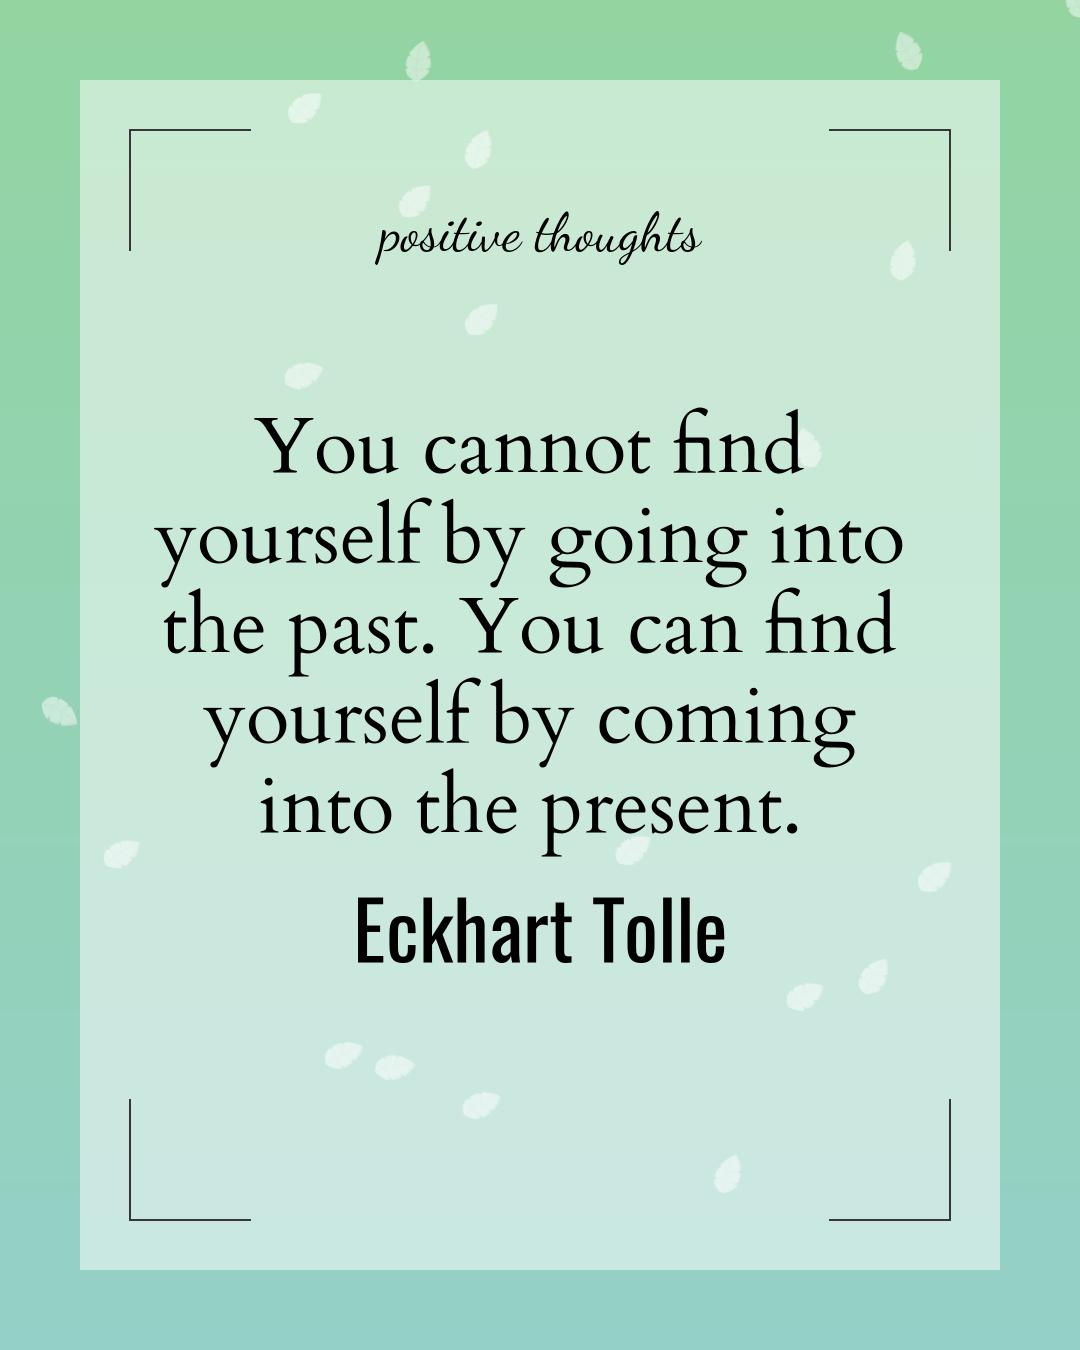 positive thoughts
You cannot find
yourself by going into
the past. You can find
yourself by coming
into the present.
Eckhart Tolle